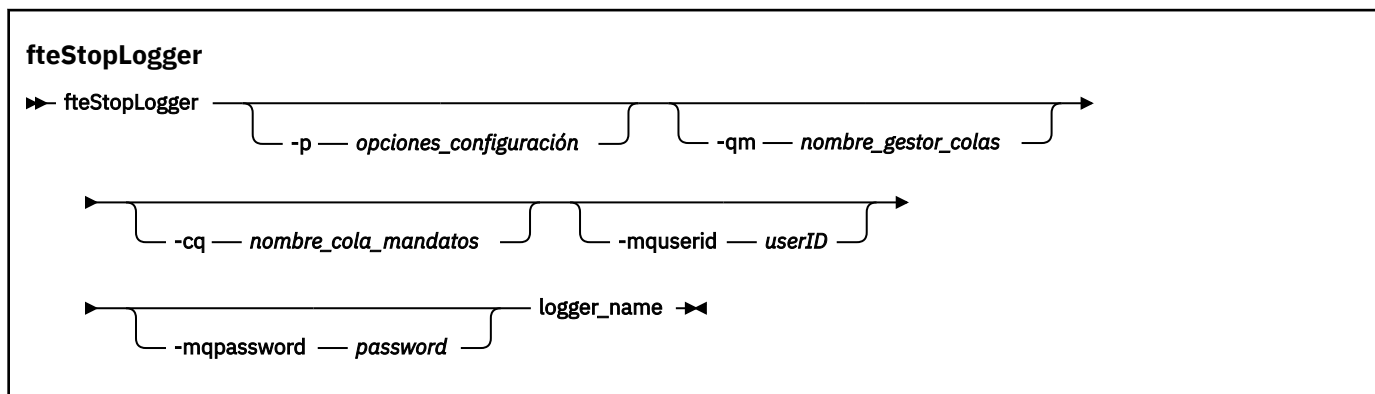 fteStopLogger
fteStopLogger
-p opciones_configuración -qm nombre_gestor_colas
-cq nombre_cola_mandatos -mquserid userID
logger_name
-mqpassword password